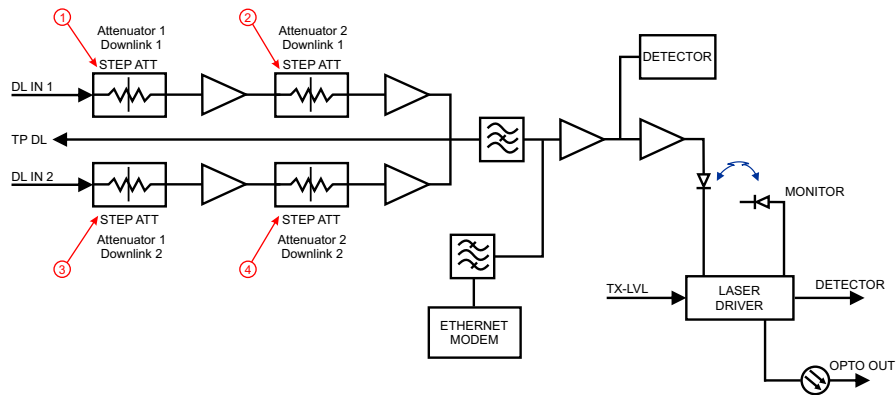 1
Attenuator 1
Downlink 1
STEP ATT
2
Attenuator 2
Downlink 1
STEP ATT
DETECTOR
DL IN 1
TP DL
DL IN 2
STEP ATT
Attenuator 1
Downlink 2
3
STEP ATT
Attenuator 2
Downlink 2
4
MONITOR
ETHERNET
MODEM
TX-LVL
LASER
DRIVER
DETECTOR
OPTO OUT